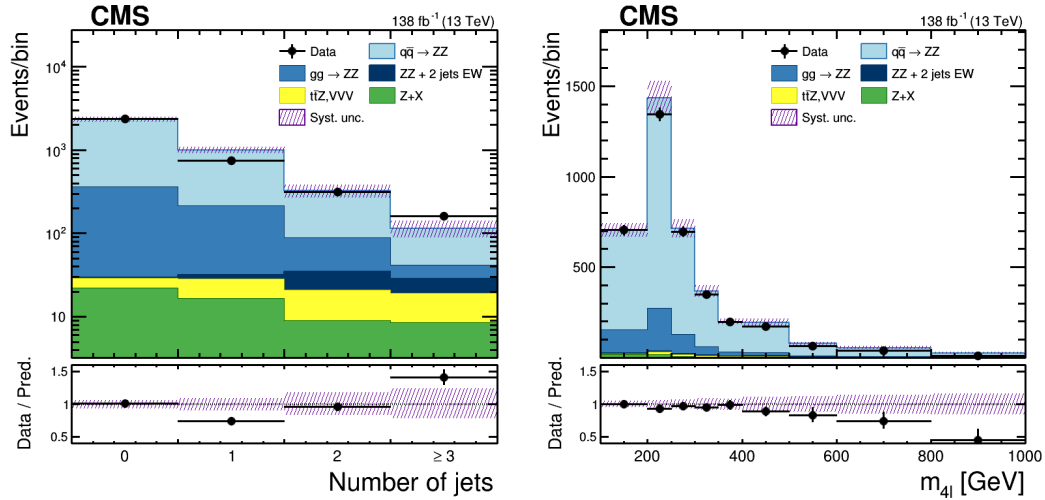 CMS
138 fb⁻¹ (13 TeV)
Events/bin
Data
qq̅ → ZZ
gg → ZZ
ZZ + 2 jets EW
tt̅Z,VVV
Z+X
Syst. unc.
10⁴
10³
10²
10
Data / Pred.
1.5
1
0.5
0
1
2
≥ 3
Number of jets
CMS
138 fb⁻¹ (13 TeV)
Events/bin
Data
qq̅ → ZZ
gg → ZZ
ZZ + 2 jets EW
tt̅Z,VVV
Z+X
Syst. unc.
1500
1000
500
0
Data / Pred.
1.5
1
0.5
200
400
600
800
1000
m₄ₗ [GeV]